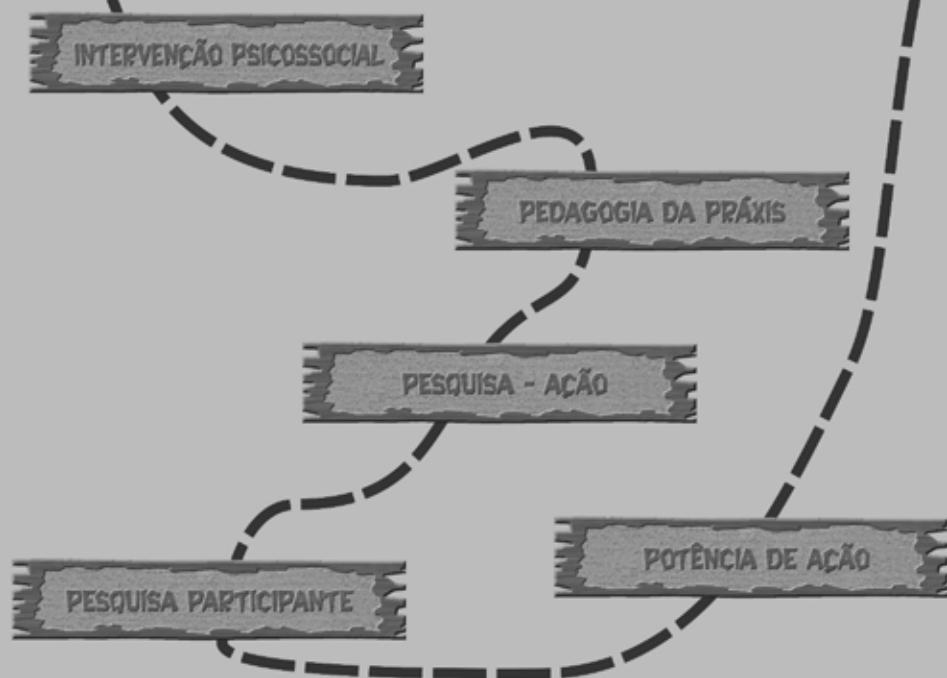 INTERVENÇÃO PSICOSSOCIAL
PEDAGOGIA DA PRÁXIS
PESQUISA - AÇÃO
POTÊNCIA DE AÇÃO
PESQUISA PARTICIPANTE